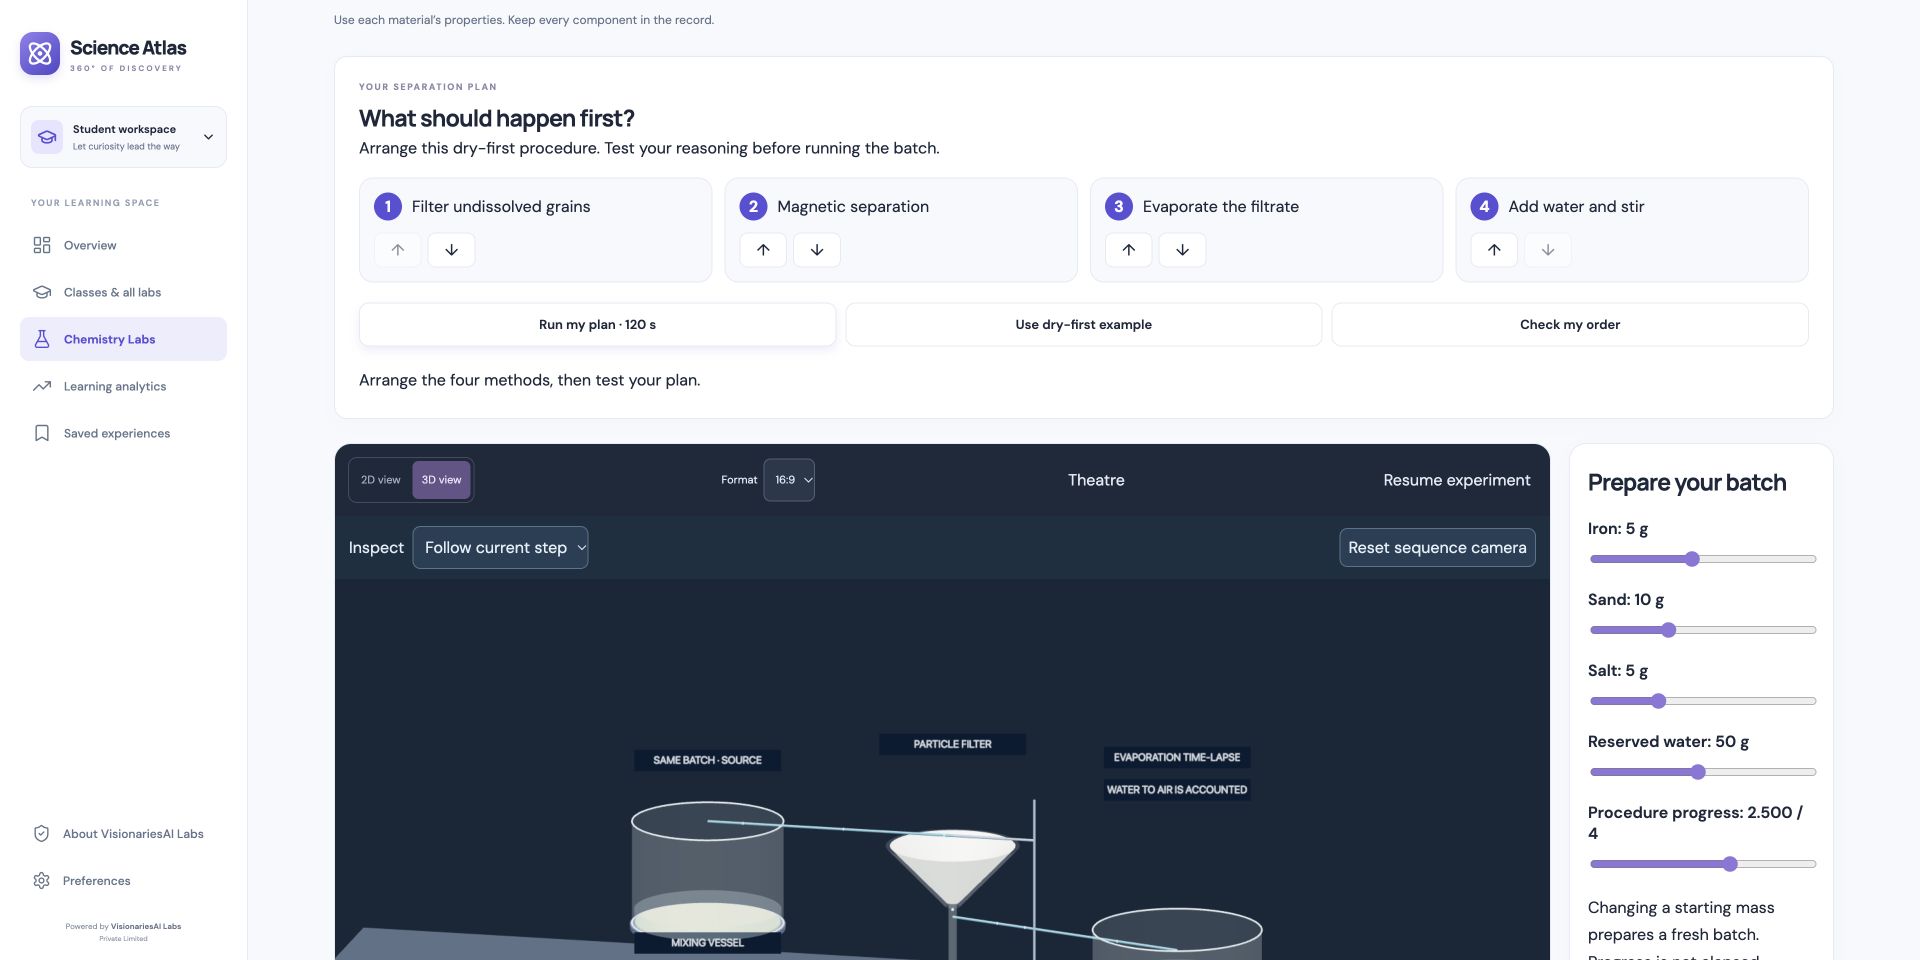 Science Atlas
360° OF DISCOVERY
Student workspace
Let curiosity lead the way
YOUR LEARNING SPACE
Overview
Classes & all labs
Chemistry Labs
Learning analytics
Saved experiences
About VisionariesAI Labs
Preferences
Powered by VisionariesAI Labs
Private Limited
Use each material's properties. Keep every component in the record.
YOUR SEPARATION PLAN
What should happen first?
Arrange this dry-first procedure. Test your reasoning before running the batch.
1 Filter undissolved grains
2 Magnetic separation
3 Evaporate the filtrate
4 Add water and stir
Run my plan · 120 s
Use dry-first example
Check my order
Arrange the four methods, then test your plan.
2D view
3D view
Format 16:9
Theatre
Resume experiment
Inspect Follow current step
Reset sequence camera
SAME BATCH · SOURCE
PARTICLE FILTER
EVAPORATION TIME-LAPSE
WATER TO AIR IS ACCOUNTED
MIXING VESSEL
Prepare your batch
Iron: 5 g
Sand: 10 g
Salt: 5 g
Reserved water: 50 g
Procedure progress: 2.500 /
4
Changing a starting mass
prepares a fresh batch.